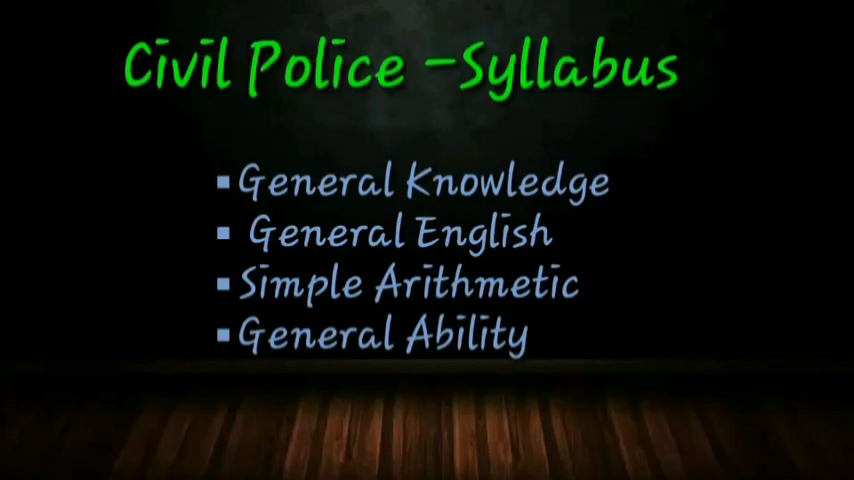 Civil Police -Syllabus
▪General Knowledge
▪ General English
▪Simple Arithmetic
▪General Ability